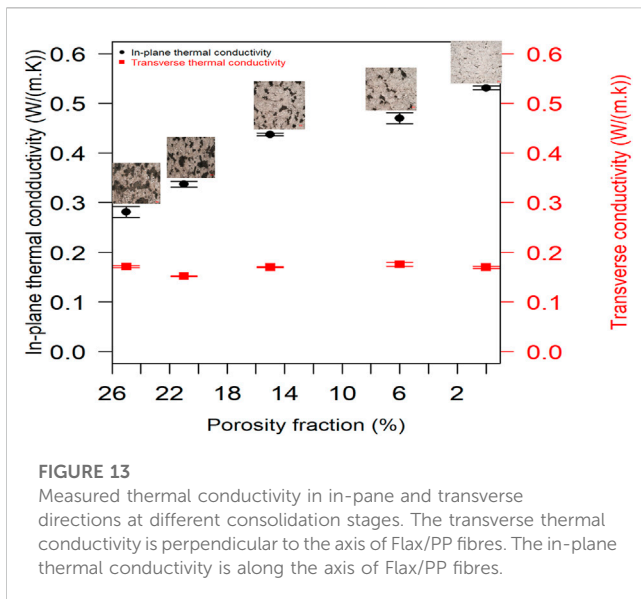 In-plane thermal conductivity
Transverse thermal conductivity
In-plane thermal condductivity (W/(m.K))
0.6
0.5
0.4
0.3
0.2
0.1
0.0
0.6
0.5
0.4
0.3
0.2
0.1
0.0
Transverse conductivity (W/(m.k)
26 22 18 14 10 6 2
Porosity fraction (%)
FIGURE 13
Measured thermal conductivity in in-pane and transverse
directions at different consolidation stages. The transverse thermal
conductivity is perpendicular to the axis of Flax/PP fibres. The in-plane
thermal conductivity is along the axis of Flax/PP fibres.